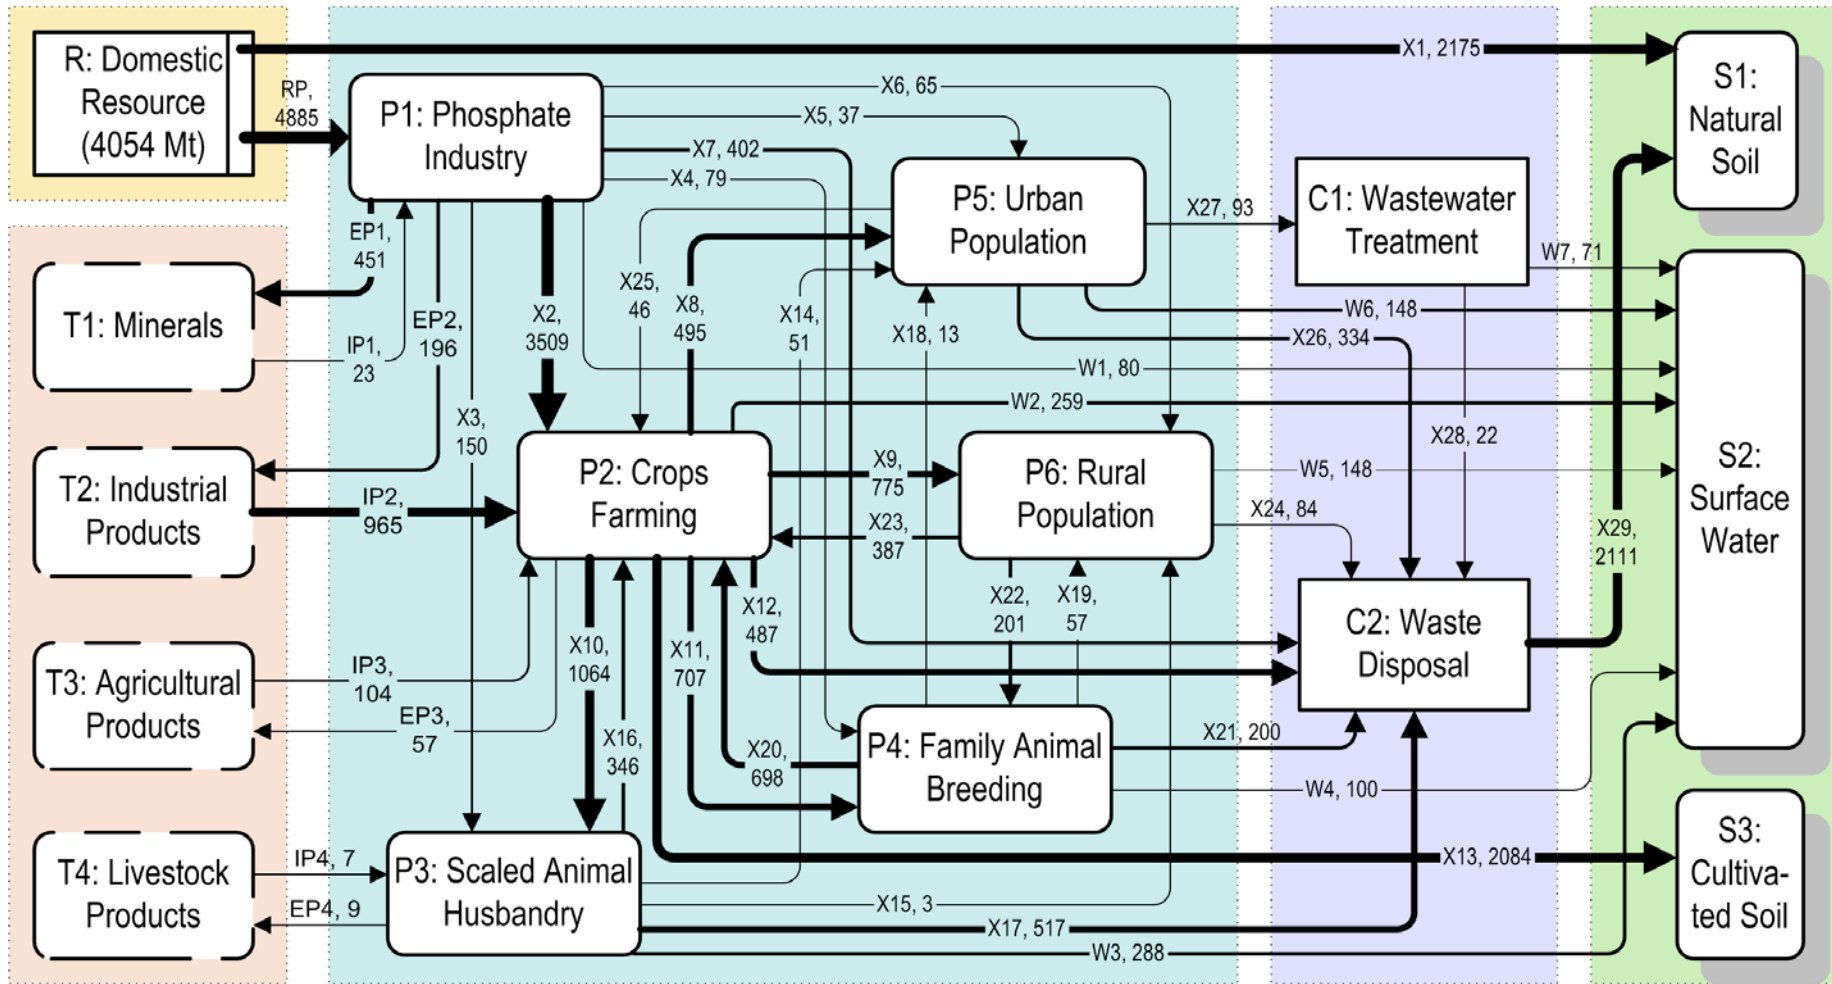 R: Domestic
Resource
(4054 Mt)
RP,
4885
X1, 2175
S1:
Natural
Soil
P1: Phosphate
Industry
X6, 65
X5, 37
X7, 402
X4, 79
P5: Urban
Population
X27, 93
C1: Wastewater
Treatment
W7, 71
EP1,
451
T1: Minerals
IP1,
23
EP2,
196
X2,
3509
X25,
46
X8,
495
X14,
51
X18, 13
W6, 148
X26, 334
W1, 80
W2, 259
X3,
150
X28, 22
S2:
Surface
Water
T2: Industrial
Products
IP2,
965
P2: Crops
Farming
X9,
775
X23,
387
P6: Rural
Population
W5, 148
X24, 84
X29,
2111
X12,
487
X22,
201
X19,
57
C2: Waste
Disposal
T3: Agricultural
Products
IP3,
104
EP3,
57
X10,
1064
X11,
707
X16,
346
X20,
698
P4: Family Animal
Breeding
X21, 200
W4, 100
T4: Livestock
Products
IP4, 7
EP4, 9
P3: Scaled Animal
Husbandry
X13, 2084
X15, 3
X17, 517
W3, 288
S3:
Cultiva-
ted Soil